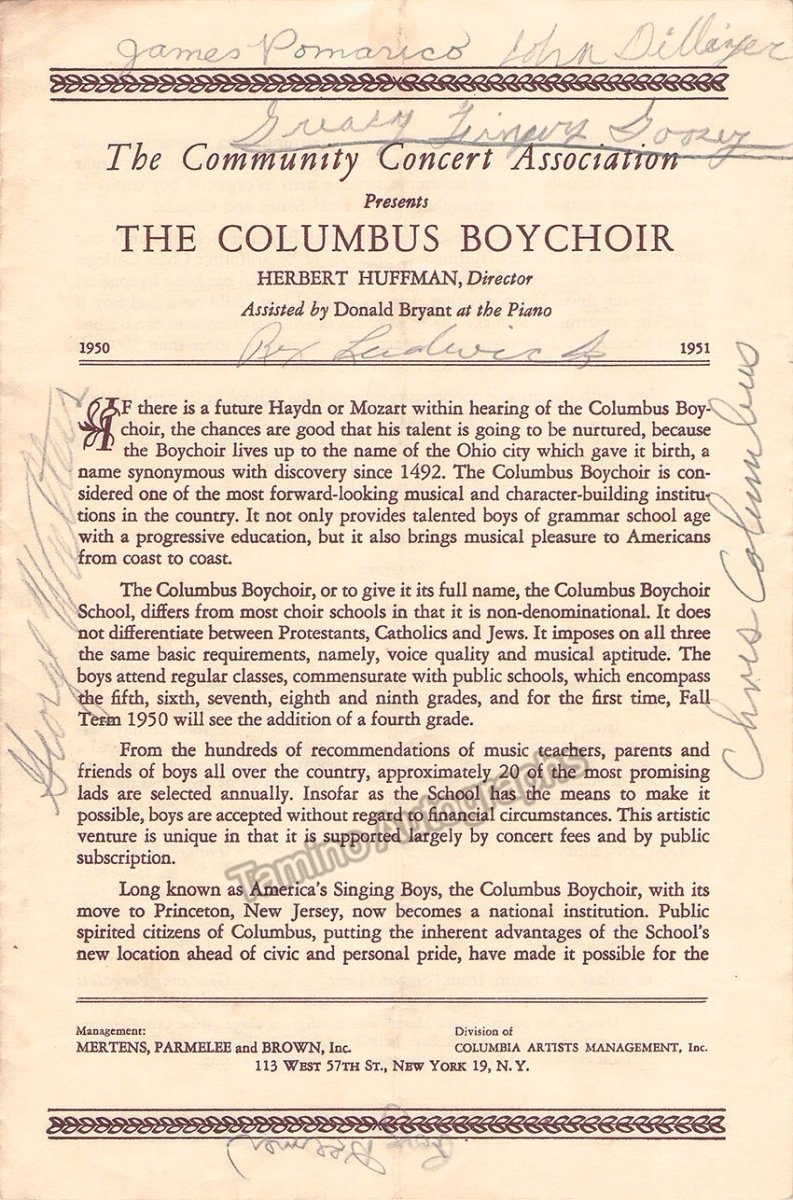 James Pomarico John Dillinger
Greasy Fingers Goosey
The Community Concert Association
Presents
THE COLUMBUS BOYCHOIR
HERBERT HUFFMAN, Director
Assisted by Donald Bryant at the Piano
1950 1951
Rex Ludwick
George
Chris Columbus
IF there is a future Haydn or Mozart within hearing of the Columbus Boy-
choir, the chances are good that his talent is going to be nurtured, because
the Boychoir lives up to the name of the Ohio city which gave it birth, a
name synonymous with discovery since 1492. The Columbus Boychoir is con-
sidered one of the most forward-looking musical and character-building institu-
tions in the country. It not only provides talented boys of grammar school age
with a progressive education, but it also brings musical pleasure to Americans
from coast to coast.
The Columbus Boychoir, or to give it its full name, the Columbus Boychoir
School, differs from most choir schools in that it is non-denominational. It does
not differentiate between Protestants, Catholics and Jews. It imposes on all three
the same basic requirements, namely, voice quality and musical aptitude. The
boys attend regular classes, commensurate with public schools, which encompass
the fifth, sixth, seventh, eighth and ninth grades, and for the first time, Fall
Term 1950 will see the addition of a fourth grade.
From the hundreds of recommendations of music teachers, parents and
friends of boys all over the country, approximately 20 of the most promising
lads are selected annually. Insofar as the School has the means to make it
possible, boys are accepted without regard to financial circumstances. This artistic
venture is unique in that it is supported largely by concert fees and by public
subscription.
Tamino Autographs
Long known as America's Singing Boys, the Columbus Boychoir, with its
move to Princeton, New Jersey, now becomes a national institution. Public
spirited citizens of Columbus, putting the inherent advantages of the School's
new location ahead of civic and personal pride, have made it possible for the
Management:
MERTENS, PARMELEE and BROWN, Inc.
Division of
COLUMBIA ARTISTS MANAGEMENT, Inc.
113 WEST 57TH ST., NEW YORK 19, N. Y.